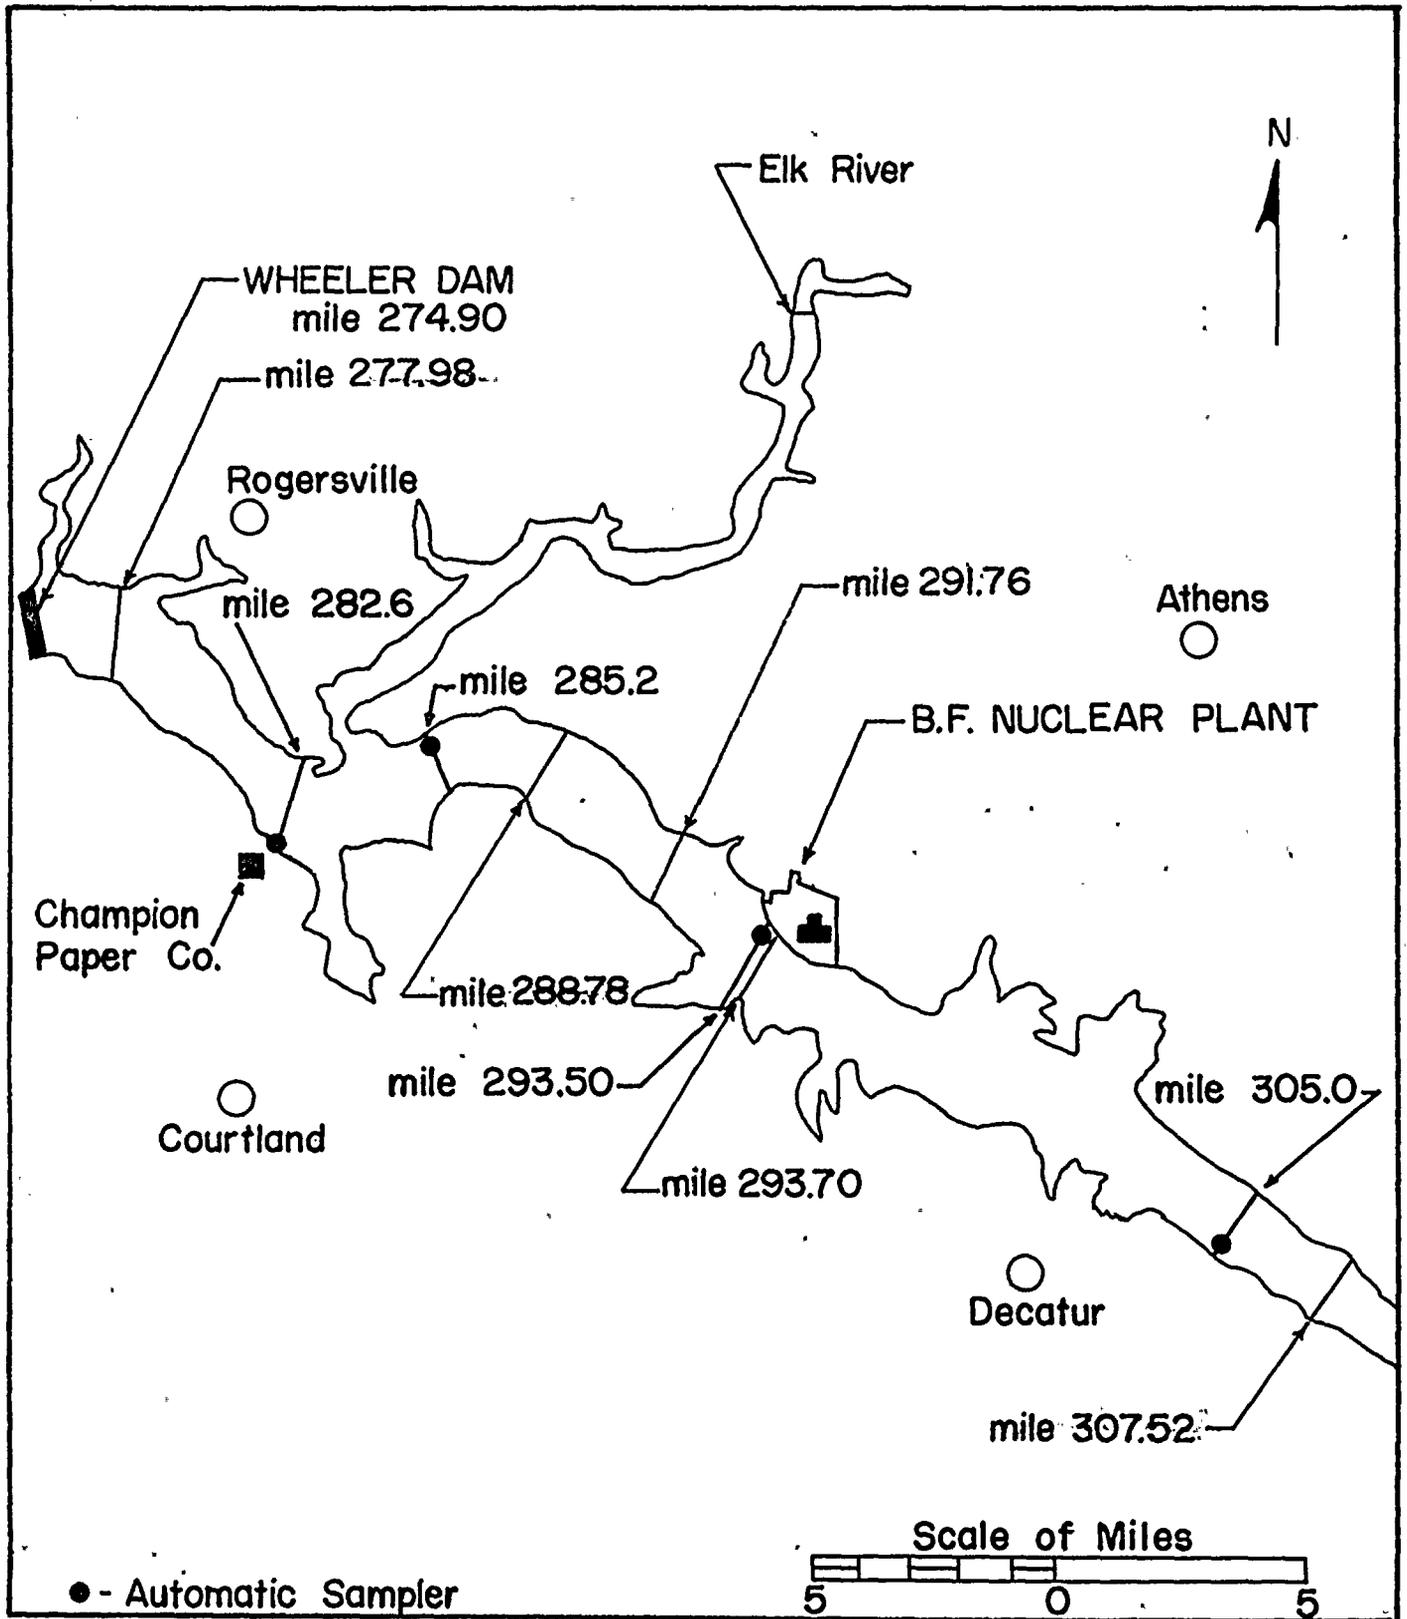 N
Elk River
WHEELER DAM
mile 274.90
mile 277.98
Rogersville
mile 282.6
mile 291.76
Athens
mile 285.2
B.F. NUCLEAR PLANT
Champion
Paper Co.
mile 288.78
mile 293.50
mile 305.0
Courtland
mile 293.70
Decatur
mile 307.52
Scale of Miles
5 0 5
- Automatic Sampler